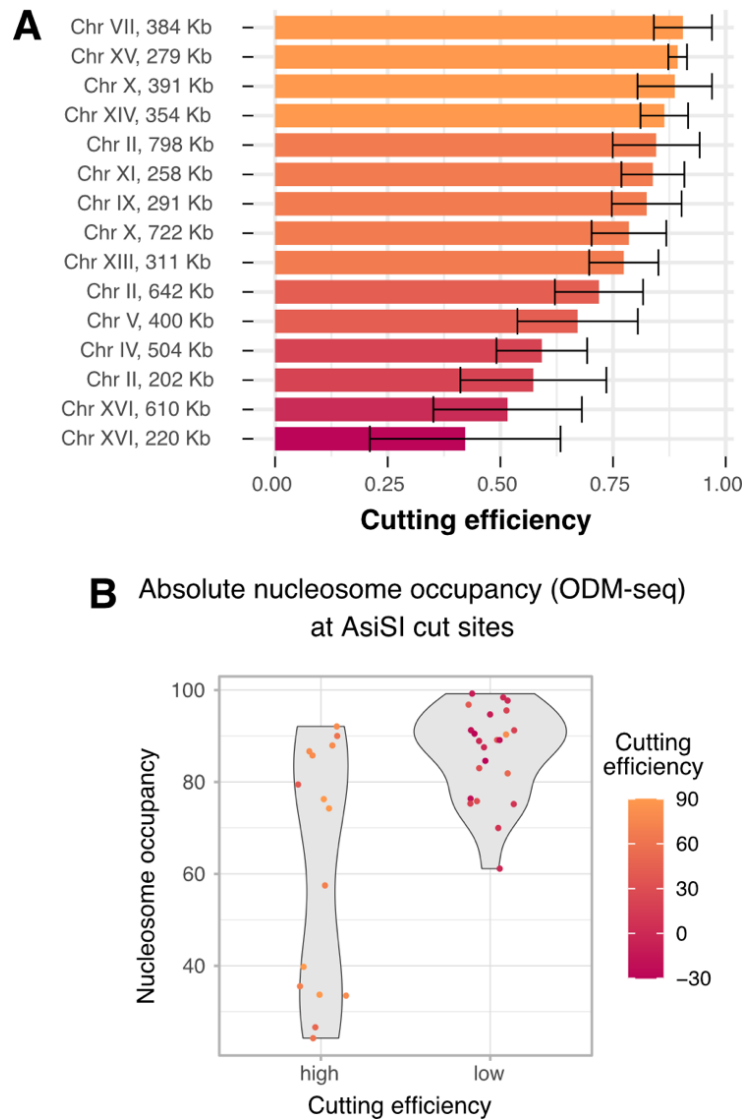 A
Chr VII, 384 Kb
Chr XV, 279 Kb
Chr X, 391 Kb
Chr XIV, 354 Kb
Chr II, 798 Kb
Chr XI, 258 Kb
Chr IX, 291 Kb
Chr X, 722 Kb
Chr XIII, 311 Kb
Chr II, 642 Kb
Chr V, 400 Kb
Chr IV, 504 Kb
Chr II, 202 Kb
Chr XVI, 610 Kb
Chr XVI, 220 Kb
0.00 0.25 0.50 0.75 1.00
Cutting efficiency
B Absolute nucleosome occupancy (ODM-seq)
at AsiSI cut sites
Nucleosome occupancy
100
80
60
40
high low
Cutting efficiency
Cutting
efficiency
90
60
30
0
−30